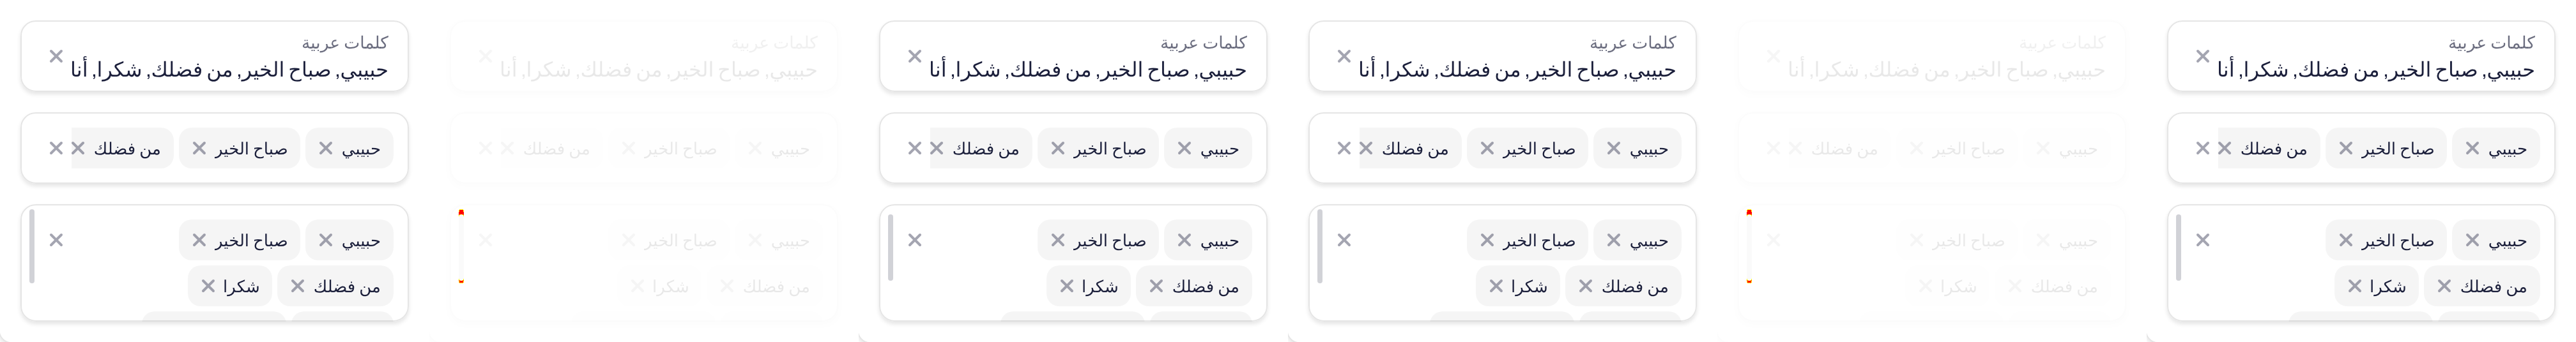 كلمات عربية
حبيبي, صباح الخير, من فضلك, شكرا, أنا
حبيبي صباح الخير من فضلك
حبيبي صباح الخير
من فضلك شكرا
كلمات عربية
حبيبي, صباح الخير, من فضلك, شكرا, أنا
حبيبي صباح الخير من فضلك
حبيبي صباح الخير
من فضلك شكرا
كلمات عربية
حبيبي, صباح الخير, من فضلك, شكرا, أنا
حبيبي صباح الخير من فضلك
حبيبي صباح الخير
من فضلك شكرا
كلمات عربية
حبيبي, صباح الخير, من فضلك, شكرا, أنا
حبيبي صباح الخير من فضلك
حبيبي صباح الخير
من فضلك شكرا
كلمات عربية
حبيبي, صباح الخير, من فضلك, شكرا, أنا
حبيبي صباح الخير من فضلك
حبيبي صباح الخير
من فضلك شكرا
كلمات عربية
حبيبي, صباح الخير, من فضلك, شكرا, أنا
حبيبي صباح الخير من فضلك
حبيبي صباح الخير
من فضلك شكرا